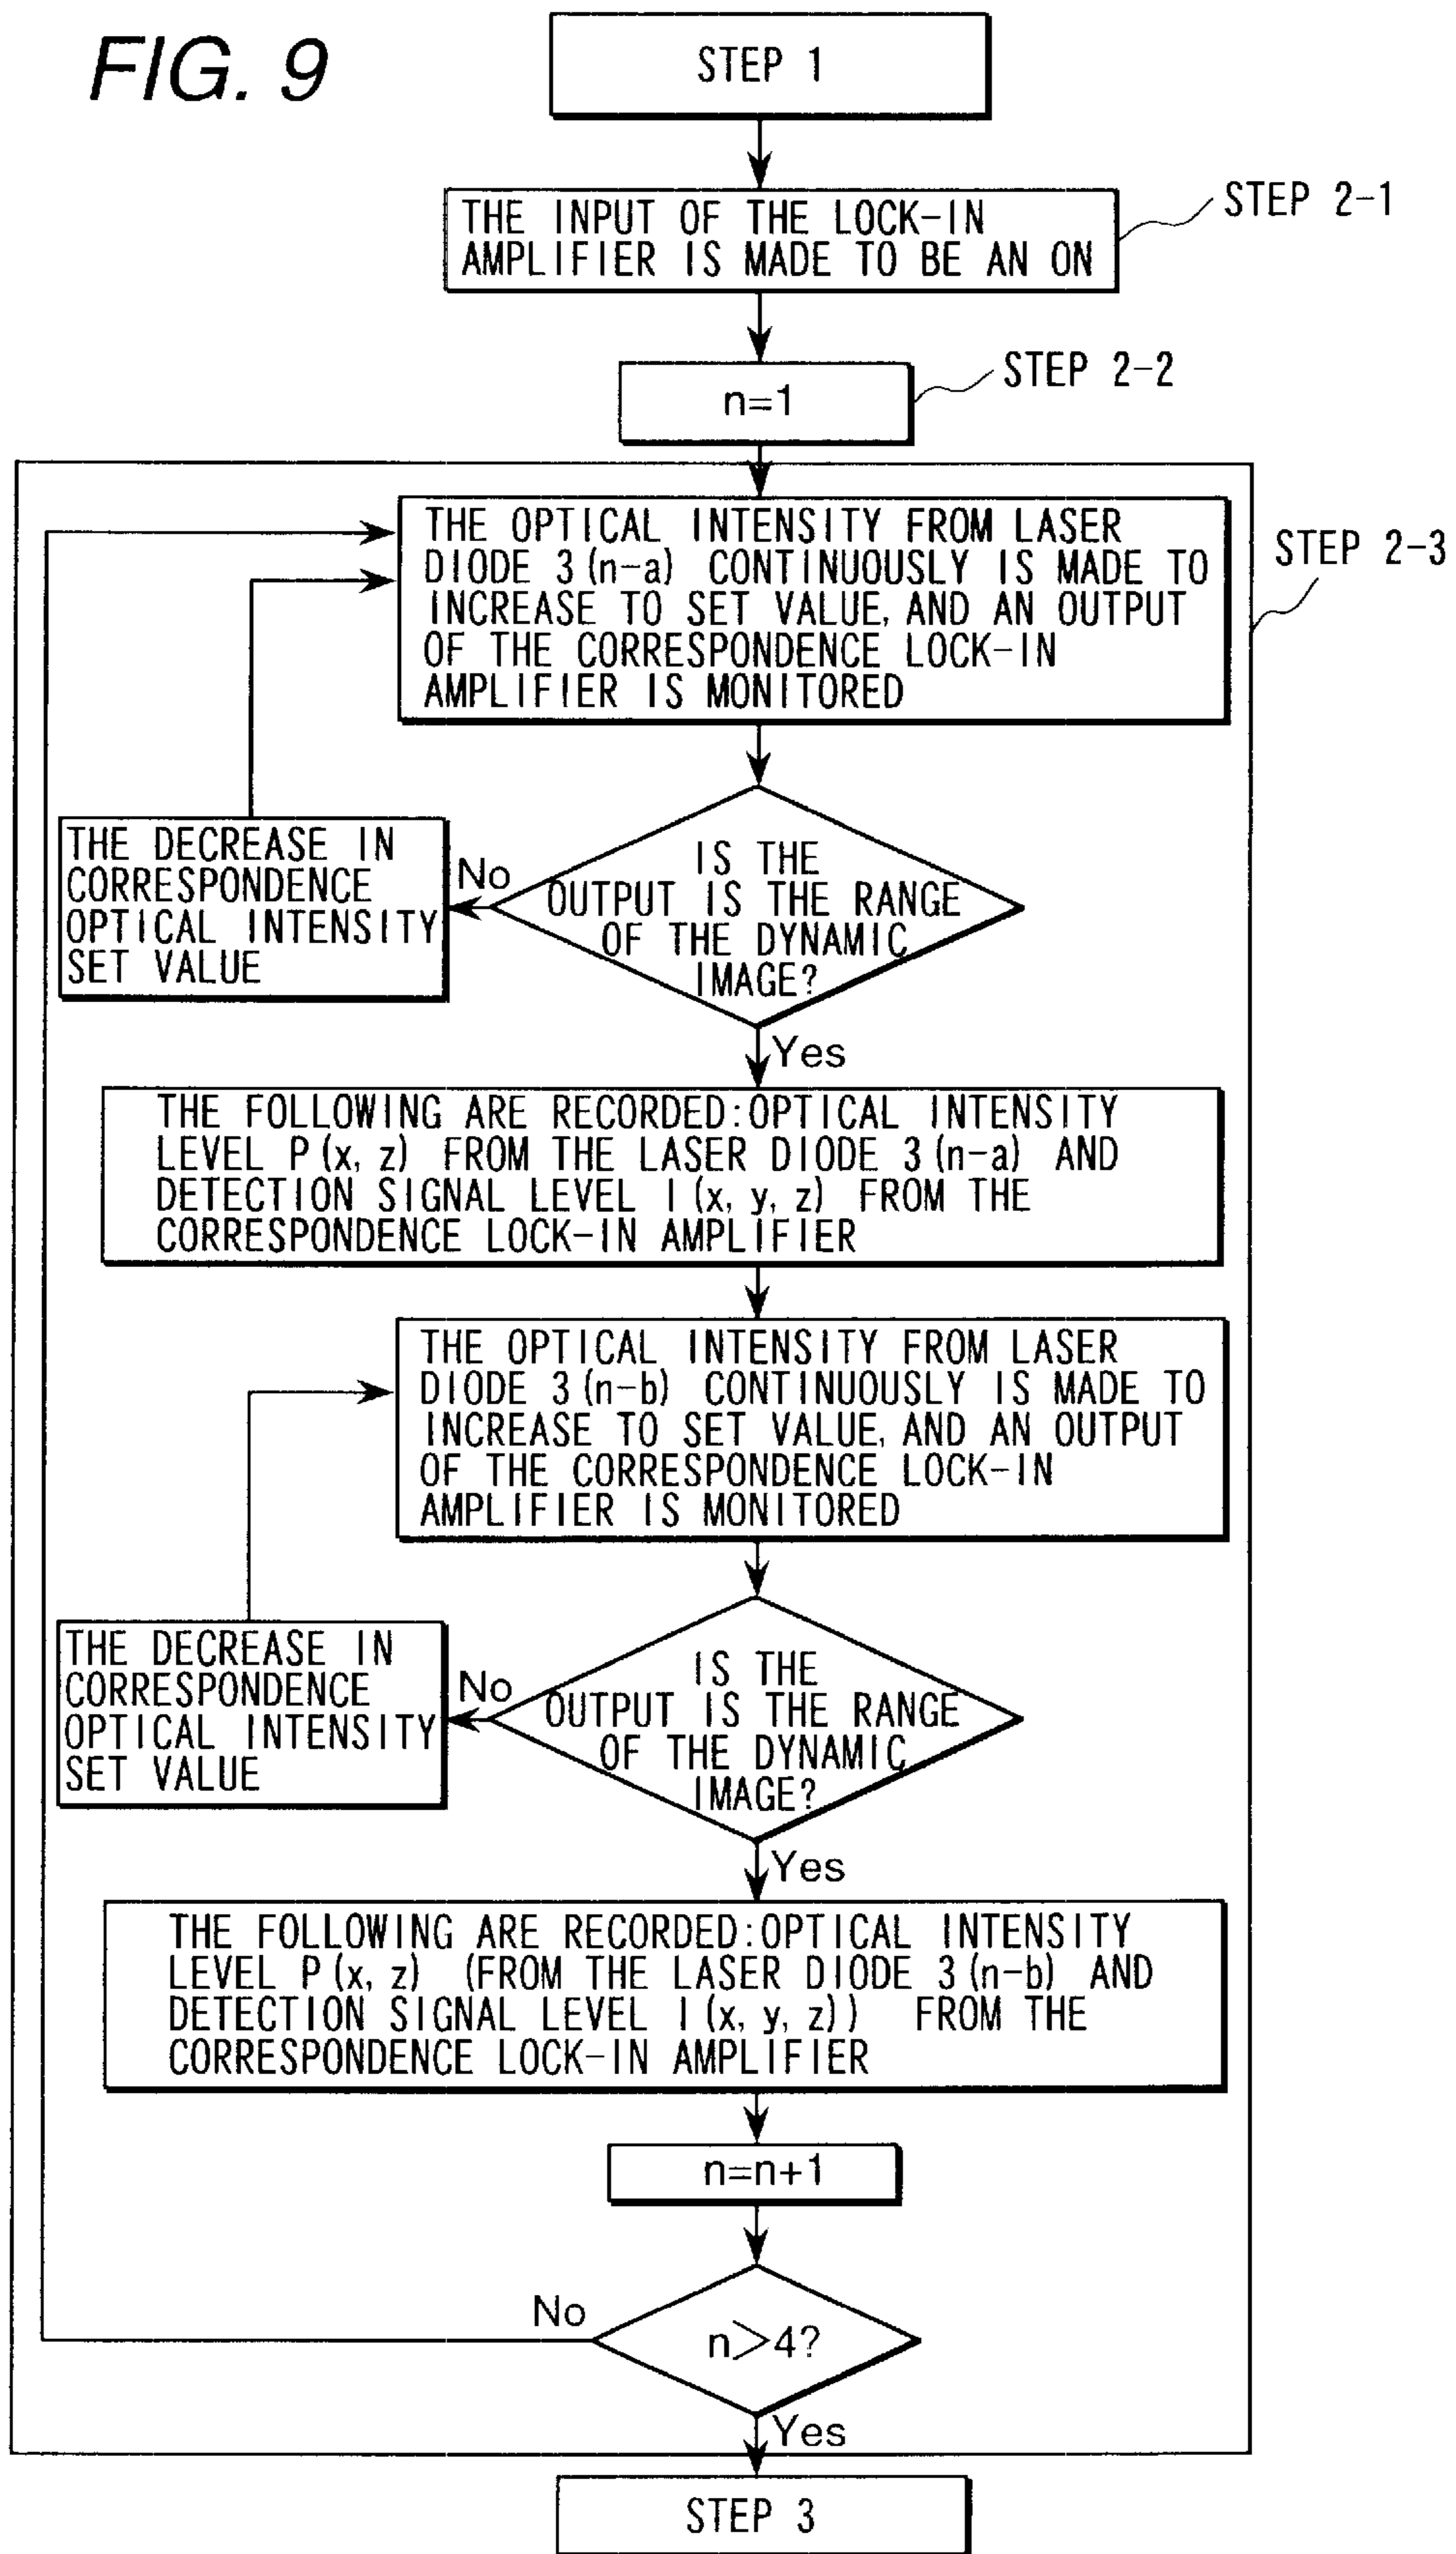 FIG. 9
STEP 1
THE INPUT OF THE LOCK-IN
AMPLIFIER IS MADE TO BE AN ON
STEP 2-1
n=1
STEP 2-2
THE OPTICAL INTENSITY FROM LASER
DIODE 3(n-a) CONTINUOUSLY IS MADE TO
INCREASE TO SET VALUE, AND AN OUTPUT
OF THE CORRESPONDENCE LOCK-IN
AMPLIFIER IS MONITORED
STEP 2-3
THE DECREASE IN
CORRESPONDENCE
OPTICAL INTENSITY
SET VALUE
No
IS THE
OUTPUT IS THE RANGE
OF THE DYNAMIC
IMAGE?
Yes
THE FOLLOWING ARE RECORDED:OPTICAL INTENSITY
LEVEL P(x, z) FROM THE LASER DIODE 3(n-a) AND
DETECTION SIGNAL LEVEL I(x, y, z) FROM THE
CORRESPONDENCE LOCK-IN AMPLIFIER
THE OPTICAL INTENSITY FROM LASER
DIODE 3(n-b) CONTINUOUSLY IS MADE TO
INCREASE TO SET VALUE, AND AN OUTPUT
OF THE CORRESPONDENCE LOCK-IN
AMPLIFIER IS MONITORED
THE DECREASE IN
CORRESPONDENCE
OPTICAL INTENSITY
SET VALUE
No
IS THE
OUTPUT IS THE RANGE
OF THE DYNAMIC
IMAGE?
Yes
THE FOLLOWING ARE RECORDED:OPTICAL INTENSITY
LEVEL P(x, z) (FROM THE LASER DIODE 3(n-b) AND
DETECTION SIGNAL LEVEL I(x, y, z)) FROM THE
CORRESPONDENCE LOCK-IN AMPLIFIER
n=n+1
No
n>4?
Yes
STEP 3